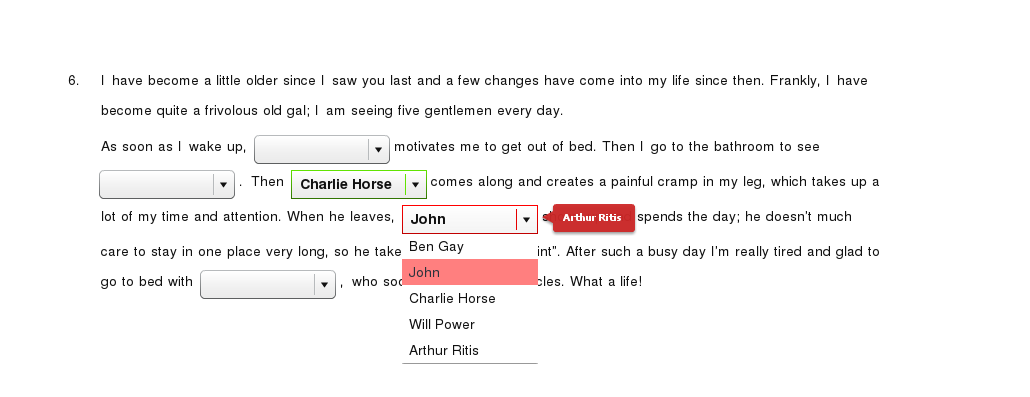 6. I have become a little older since I saw you last and a few changes have come into my life since then. Frankly, I have
become quite a frivolous old gal; I am seeing five gentlemen every day.
As soon as I wake up, motivates me to get out of bed. Then I go to the bathroom to see
. Then Charlie Horse comes along and creates a painful cramp in my leg, which takes up a
lot of my time and attention. When he leaves, John Arthur Ritis spends the day; he doesn't much
care to stay in one place very long, so he take int". After such a busy day I'm really tired and glad to
go to bed with , who soo cles. What a life!
Ben Gay
John
Charlie Horse
Will Power
Arthur Ritis